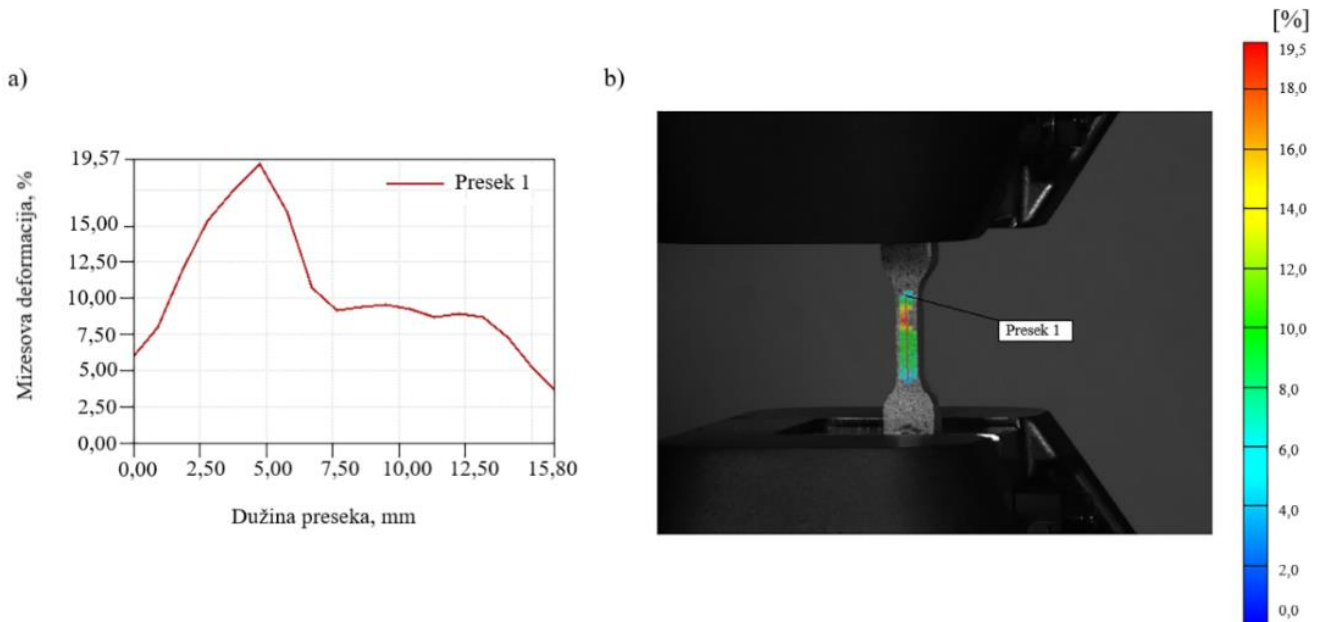 a)
19,57
15,00
12,50
10,00
7,50
5,00
2,50
0,00
Mizesova deformacija, %
Presek 1
0,00 2,50 5,00 7,50 10,00 12,50 15,80
Dužina preseka, mm
b)
Presek 1
[%]
19,5
18,0
16,0
14,0
12,0
10,0
8,0
6,0
4,0
2,0
0,0